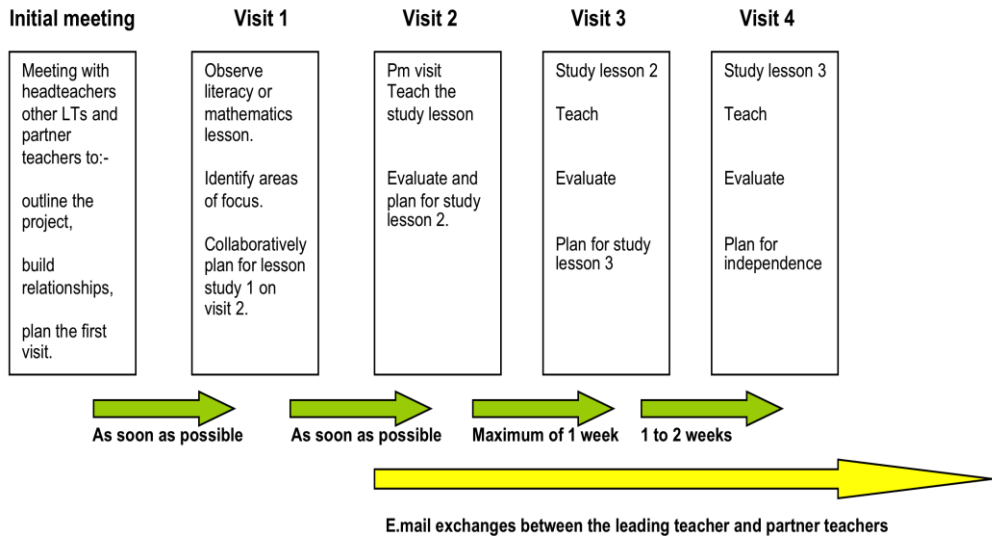 Initial meeting
Visit 1
Visit 2
Visit 3
Visit 4
Meeting with
headteachers
other LTs and
partner
teachers to:-
outline the
project,
build
relationships,
plan the first
visit.
Observe
literacy or
mathematics
lesson.
Identify areas
of focus.
Collaboratively
plan for lesson
study 1 on
visit 2.
Pm visit
Teach the
study lesson
Evaluate and
plan for study
lesson 2.
Study lesson 2
Teach
Evaluate
Plan for study
lesson 3
Study lesson 3
Teach
Evaluate
Plan for
independence
As soon as possible
As soon as possible
Maximum of 1 week
1 to 2 weeks
E.mail exchanges between the leading teacher and partner teachers